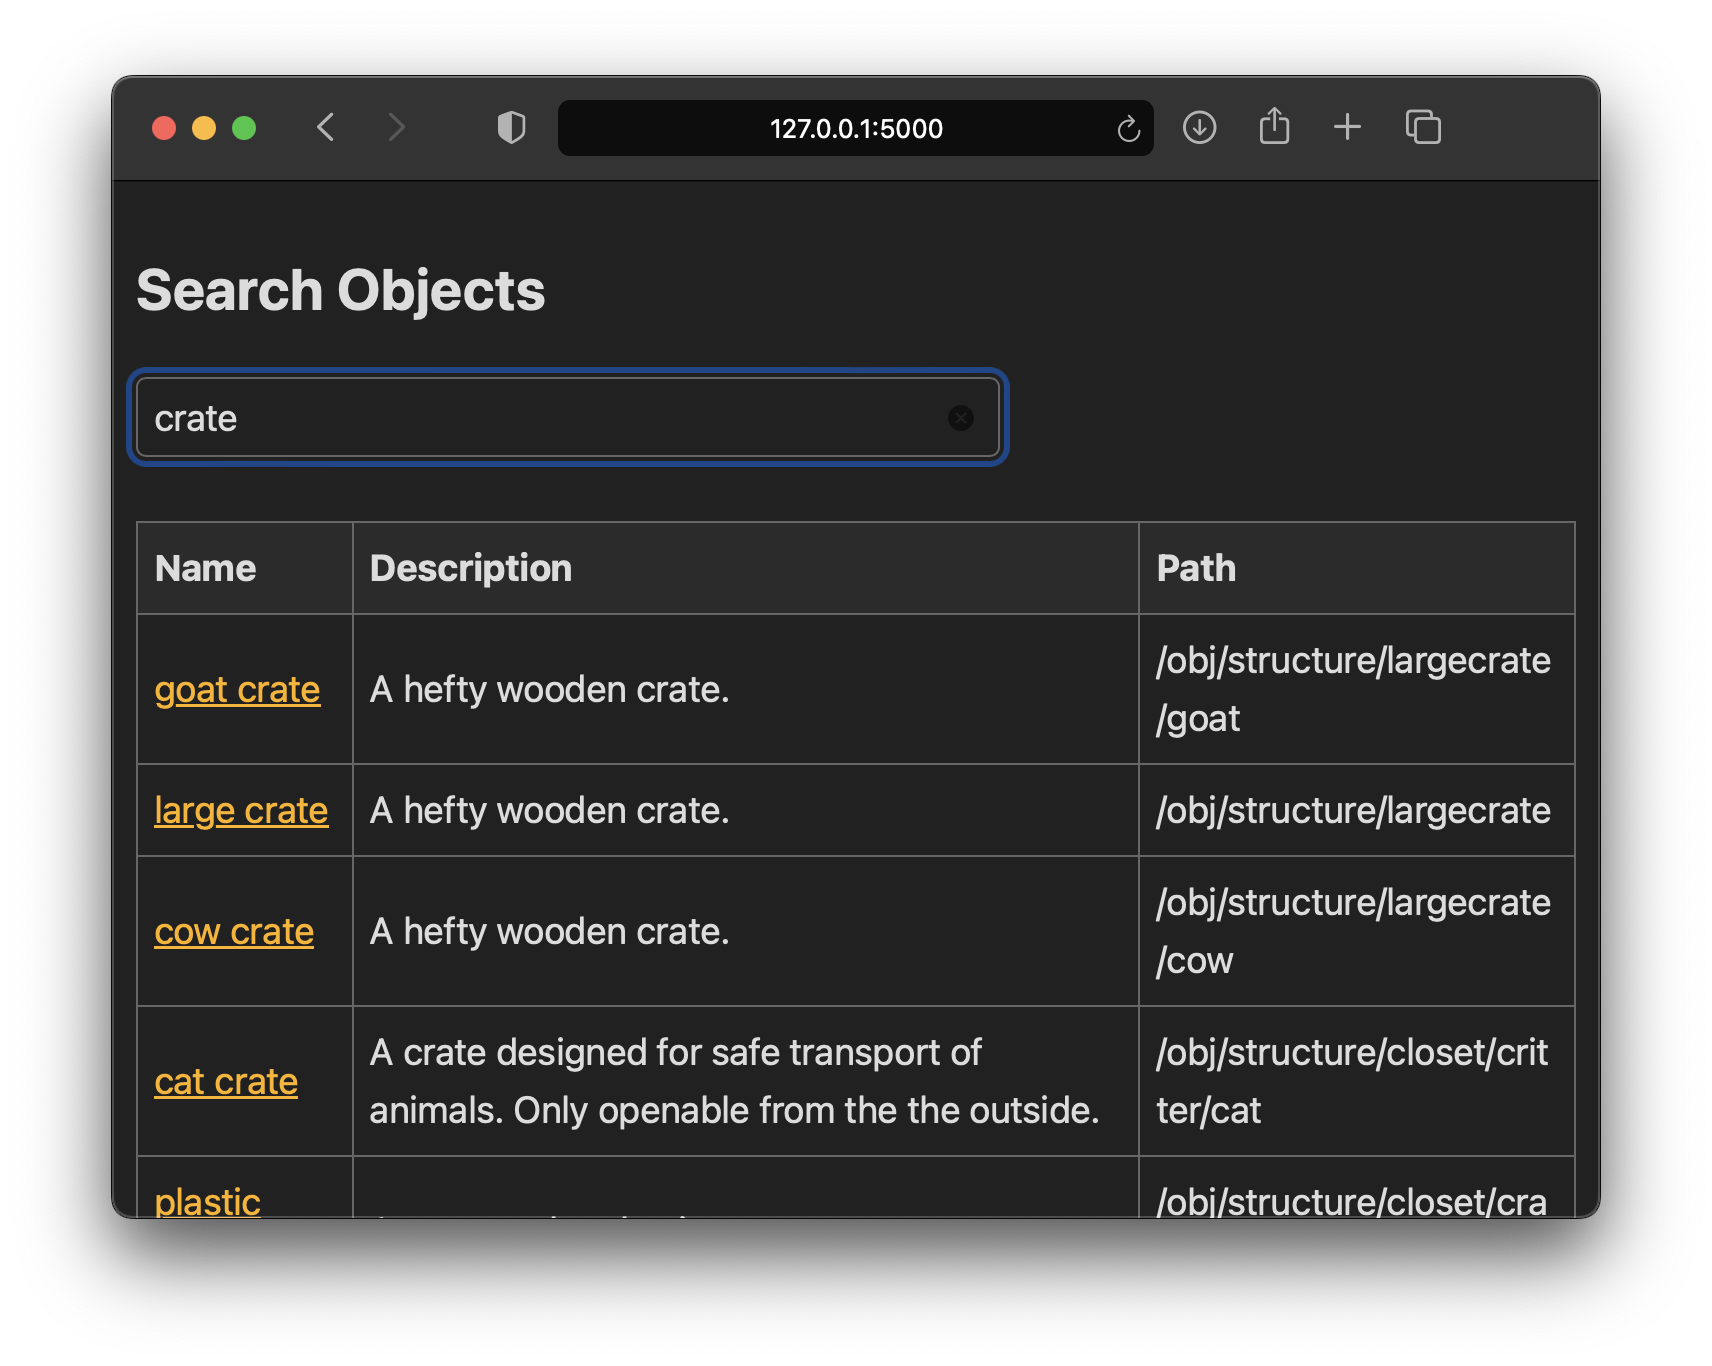 127.0.0.1:5000
Search Objects
crate
Name Description Path
goat crate A hefty wooden crate. /obj/structure/largecrate
/goat
large crate A hefty wooden crate. /obj/structure/largecrate
cow crate A hefty wooden crate. /obj/structure/largecrate
/cow
cat crate A crate designed for safe transport of
animals. Only openable from the the outside. /obj/structure/closet/crit
ter/cat
plastic /obj/structure/closet/cra